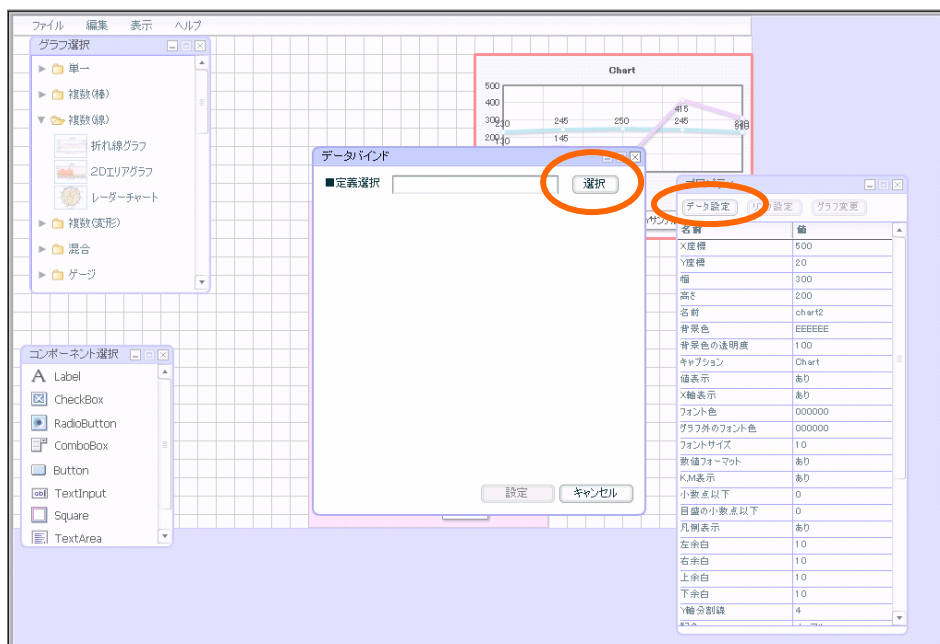 ファイル 編集 表示 ヘルプ
グラフ選択
単一
複数(棒)
複数(線)
折れ線グラフ
2Dエリアグラフ
レーダーチャート
複数(変形)
混合
ゲージ
Chart
500
400
300
200
230
245
250
245
415
140
145
データバインド
■定義選択
選択
設定
キャンセル
コンポーネント選択
Label
CheckBox
RadioButton
ComboBox
Button
TextInput
Square
TextArea
データ設定 リンク設定 グラフ変更
名前 値
X座標 500
Y座標 20
幅 300
高さ 200
名前 chart2
背景色 EEEEEE
背景色の透明度 100
キャプション Chart
値表示 あり
X軸表示 あり
フォント色 000000
グラフ外のフォント色 000000
フォントサイズ 10
数値フォーマット あり
K,M表示 あり
小数点以下 0
目盛の小数点以下 0
凡例表示 あり
左余白 10
右余白 10
上余白 10
下余白 10
Y軸分割線 4